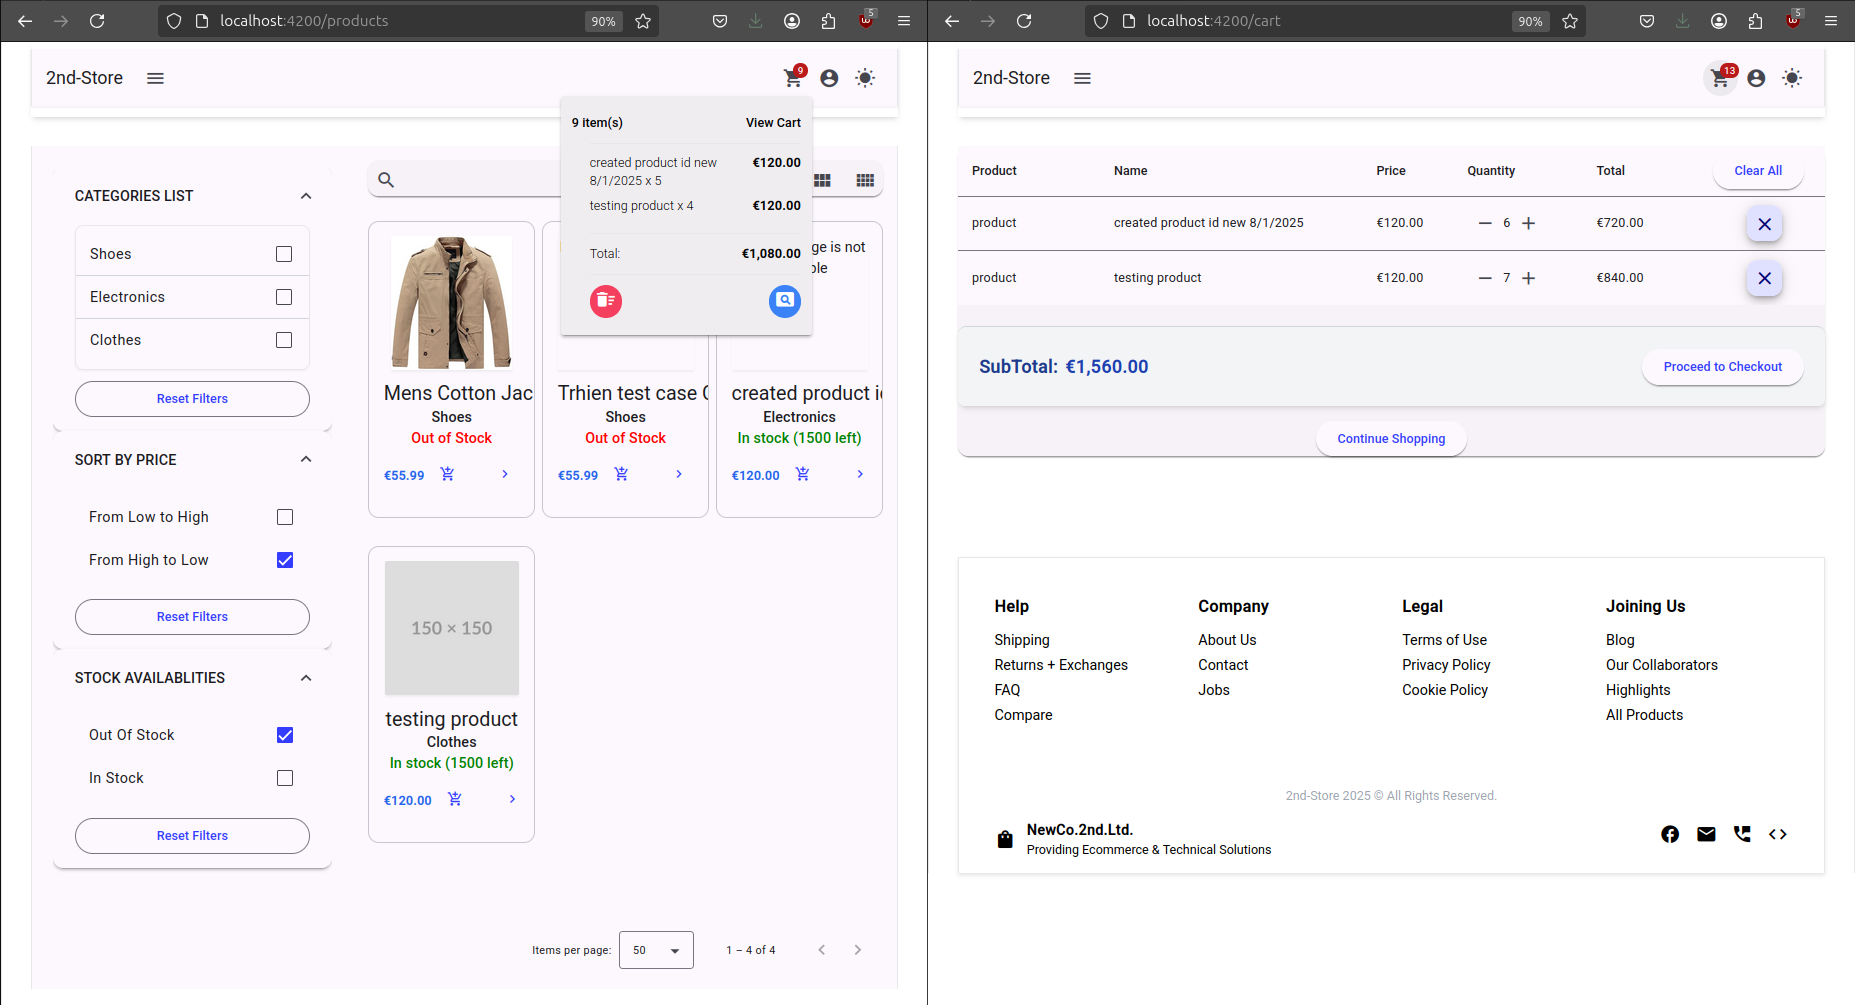 localhost:4200/products
90%
5
2nd-Store
9
9 item(s) View Cart
created product id new €120.00
8/1/2025 x 5
testing product x 4 €120.00
Total: €1,080.00
CATEGORIES LIST
Shoes
Electronics
Clothes
Reset Filters
SORT BY PRICE
From Low to High
From High to Low
Reset Filters
STOCK AVAILABLITIES
Out Of Stock
In Stock
Reset Filters
Mens Cotton Jac
Shoes
Out of Stock
€55.99
Trhien test case
Shoes
Out of Stock
€55.99
ge is not
ble
created product i
Electronics
In stock (1500 left)
€120.00
150 × 150
testing product
Clothes
In stock (1500 left)
€120.00
Items per page: 50 1 – 4 of 4
localhost:4200/cart
90%
5
2nd-Store
13
Product Name Price Quantity Total Clear All
product created product id new 8/1/2025 €120.00 6 €720.00
product testing product €120.00 7 €840.00
SubTotal: €1,560.00 Proceed to Checkout
Continue Shopping
Help
Shipping
Returns + Exchanges
FAQ
Compare
Company
About Us
Contact
Jobs
Legal
Terms of Use
Privacy Policy
Cookie Policy
Joining Us
Blog
Our Collaborators
Highlights
All Products
2nd-Store 2025 © All Rights Reserved.
NewCo.2nd.Ltd.
Providing Ecommerce & Technical Solutions